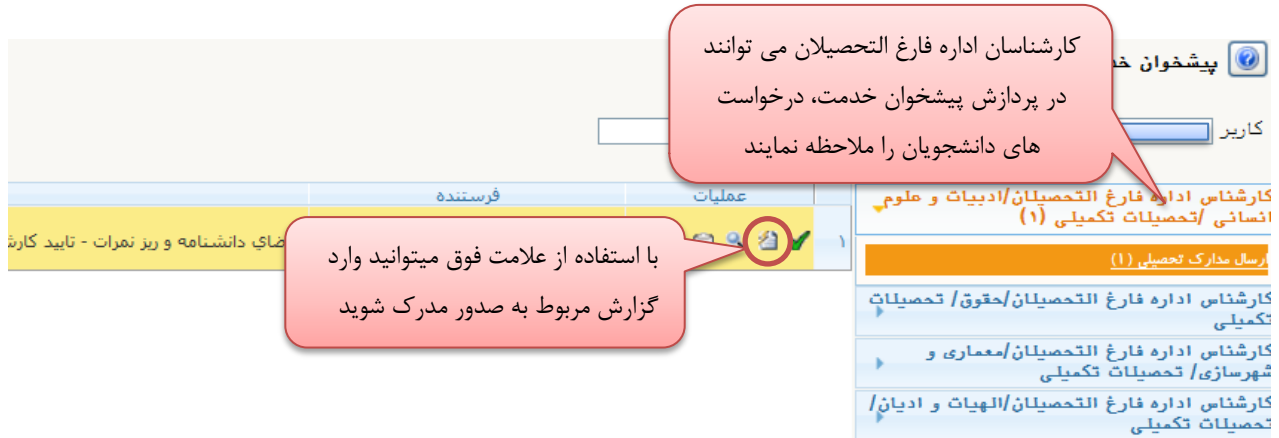 پیشخوان
کارشناسان اداره فارغ التحصیلان می توانند
در پردازش پیشخوان خدمت، درخواست
های دانشجویان را ملاحظه نمایند
کاربر
عملیات
فرستنده
۱
دانشنامه و ریز نمرات - تایید
با استفاده از علامت فوق میتوانید وارد
گزارش مربوط به صدور مدرک شوید
کارشناس اداره فارغ التحصیلان/ادبیات و علوم
انسانی /تحصیلات تکمیلی (۱)
ارسال مدارک تحصیلی (۱)
کارشناس اداره فارغ التحصیلان/حقوق/ تحصیلات
تکمیلی
کارشناس اداره فارغ التحصیلان/معماری و
شهرسازی/ تحصیلات تکمیلی
کارشناس اداره فارغ التحصیلان/الهیات و ادیان/
تحصیلات تکمیلی